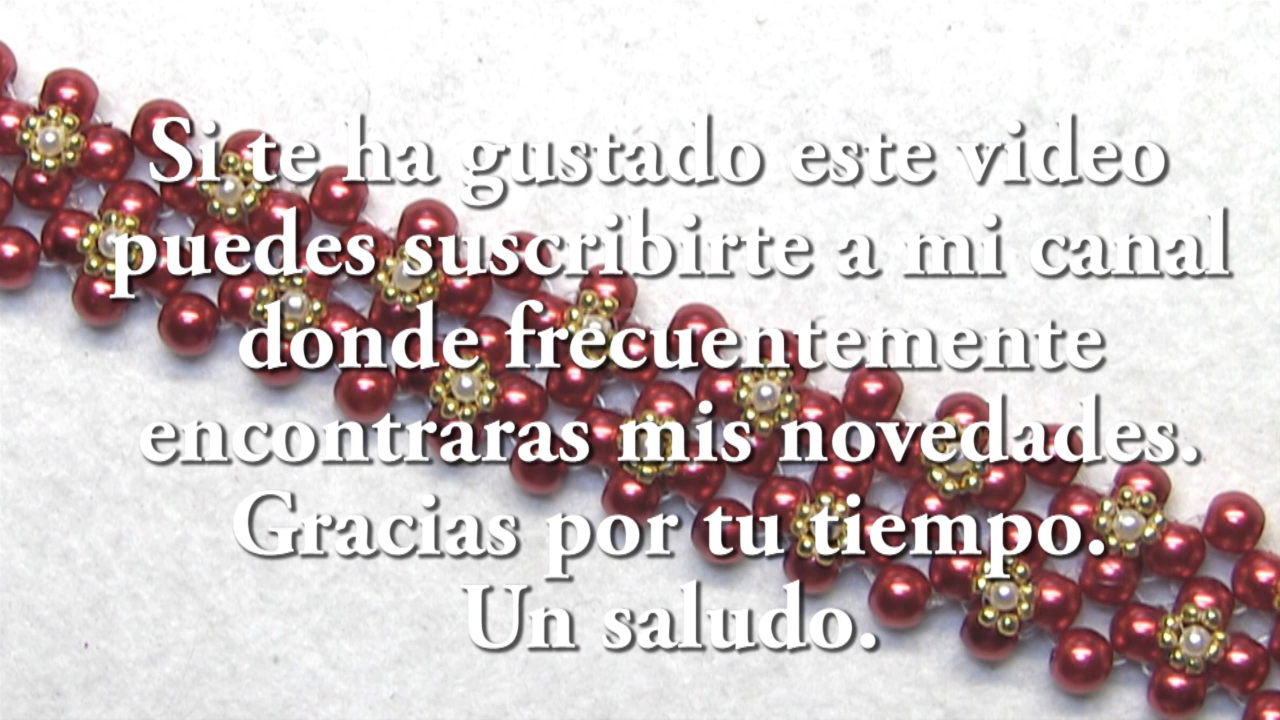 Si te ha gustado este video
puedes suscribirte a mi canal
donde frecuentemente
encontraras mis novedades.
Gracias por tu tiempo.
Un saludo.